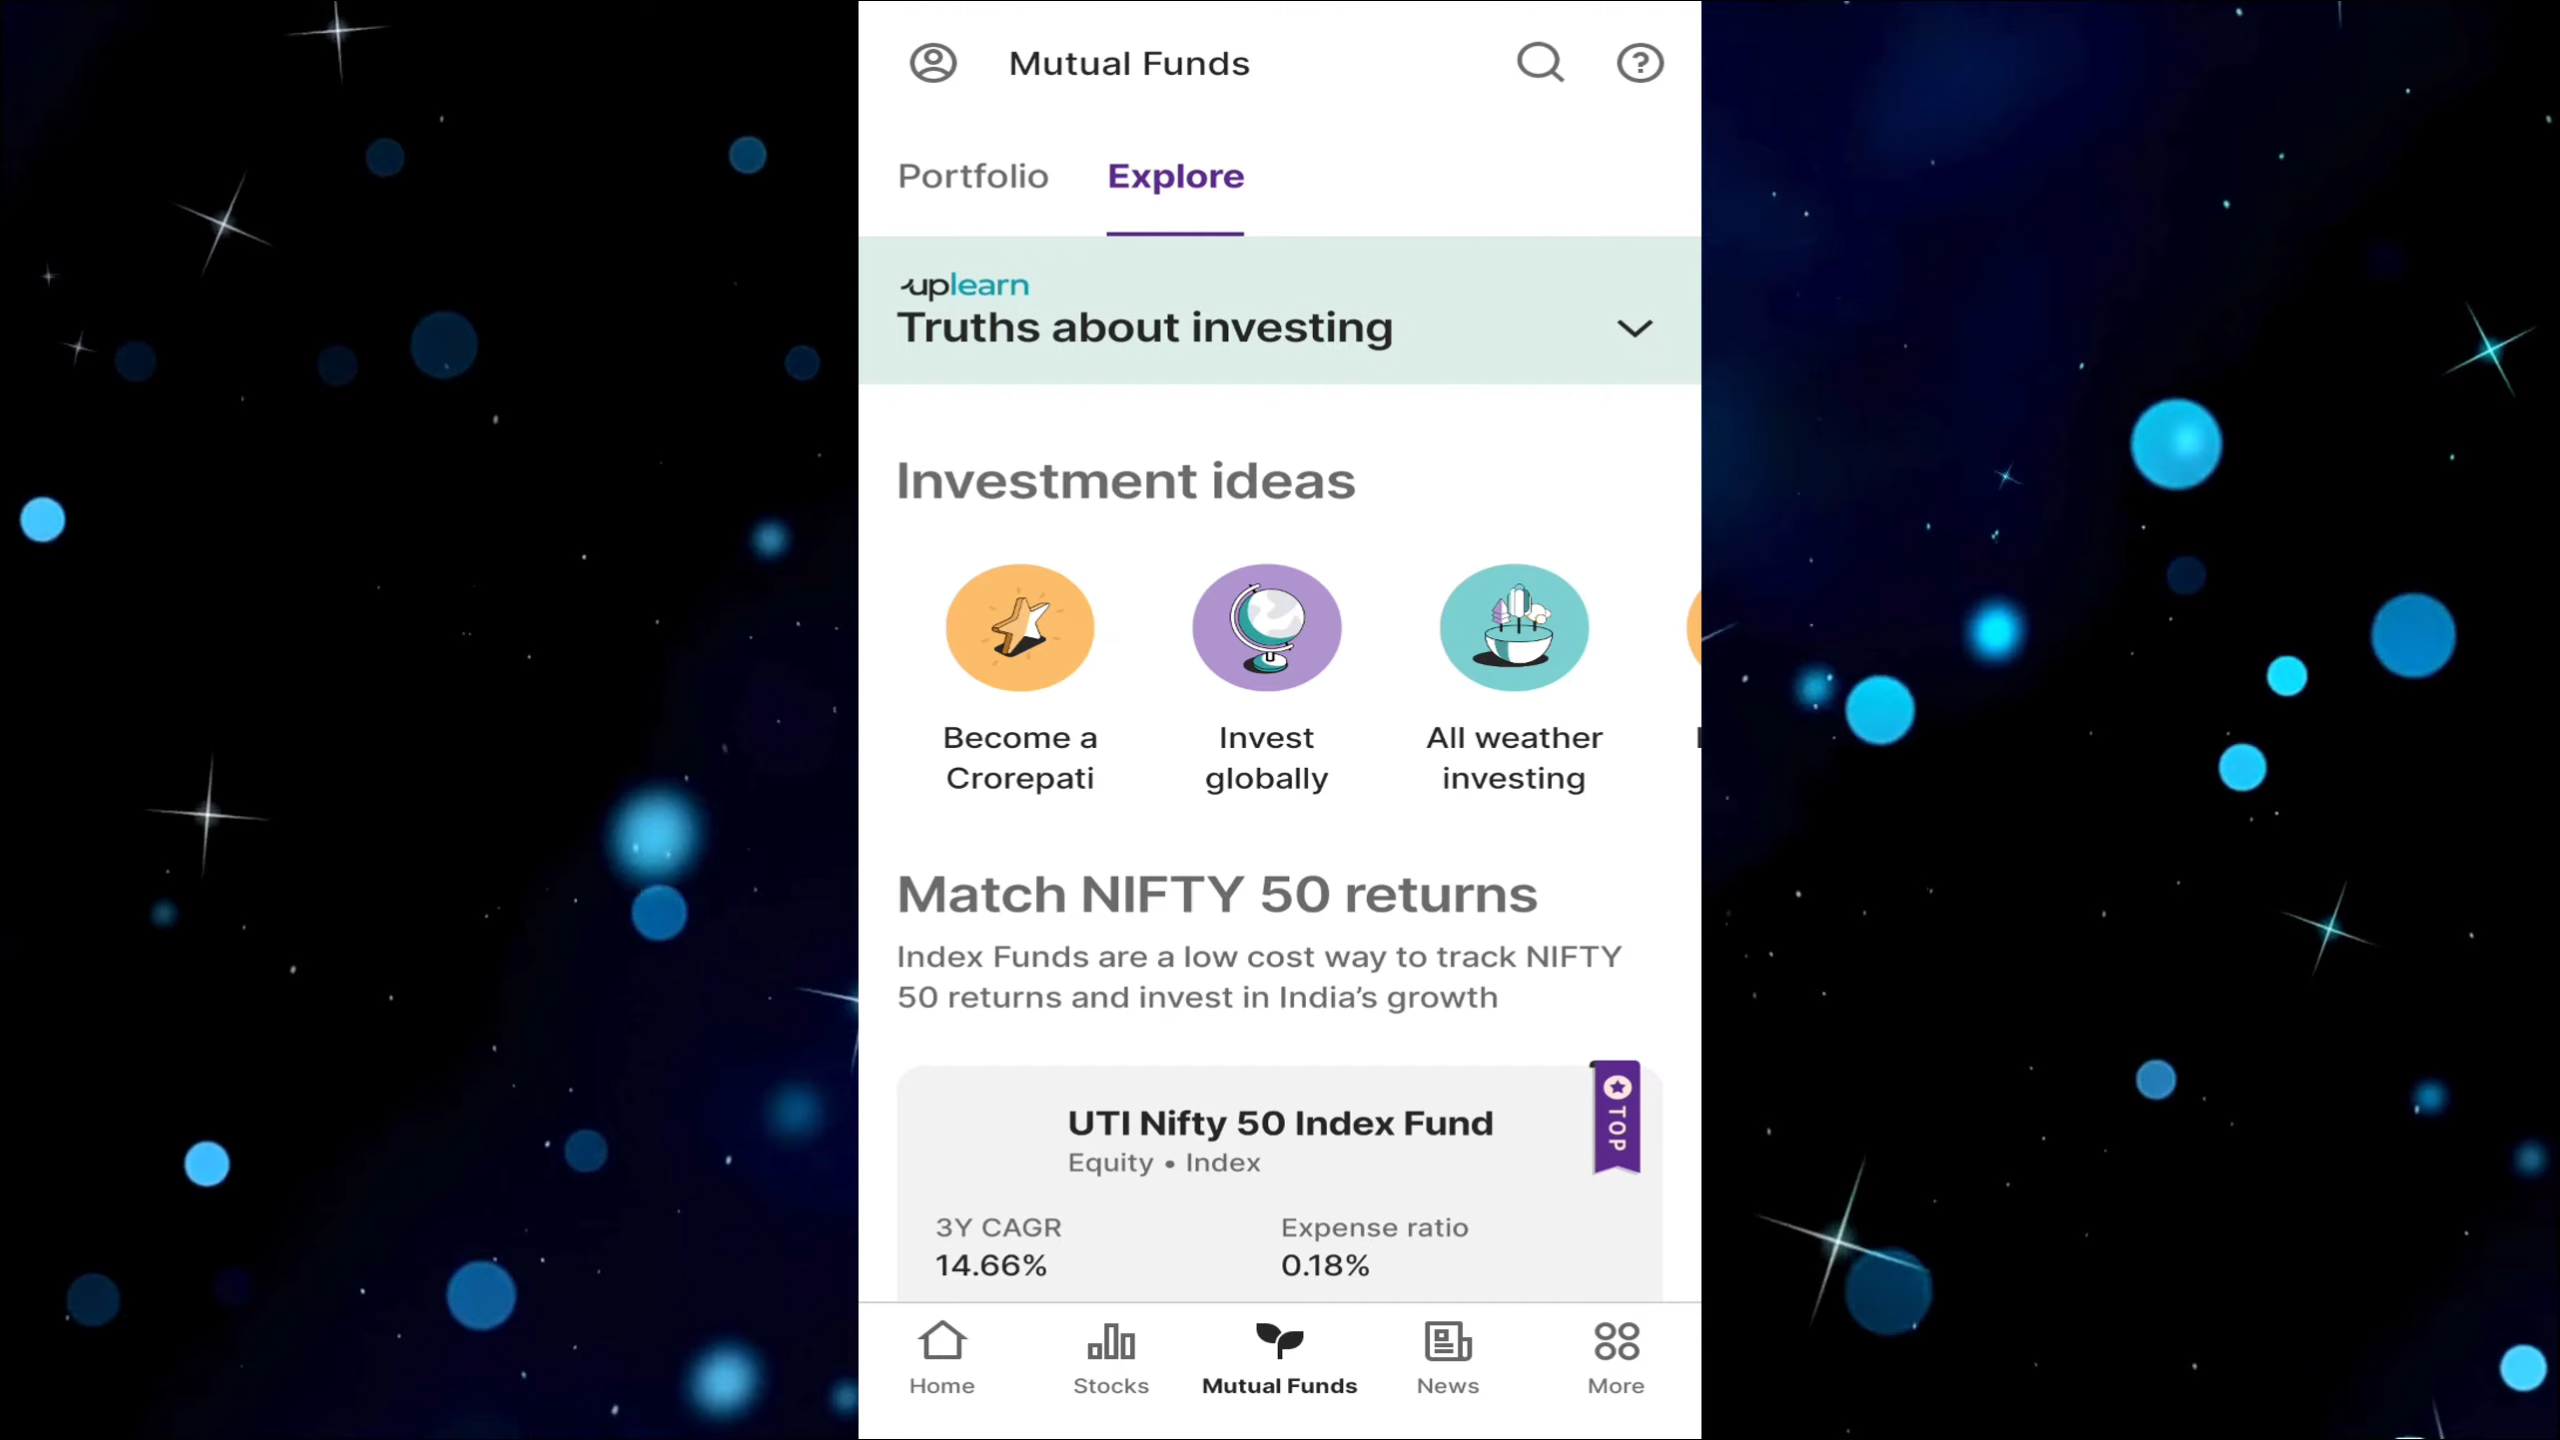 Mutual Funds
Portfolio
Explore
uplearn
Truths about investing
Investment ideas
Become a
Crorepati
Invest
globally
All weather
investing
Match NIFTY 50 returns
Index Funds are a low cost way to track NIFTY
50 returns and invest in India’s growth
TOP
UTI Nifty 50 Index Fund
Equity • Index
3Y CAGR
Expense ratio
14.66%
0.18%
Home
Stocks
Mutual Funds
News
More